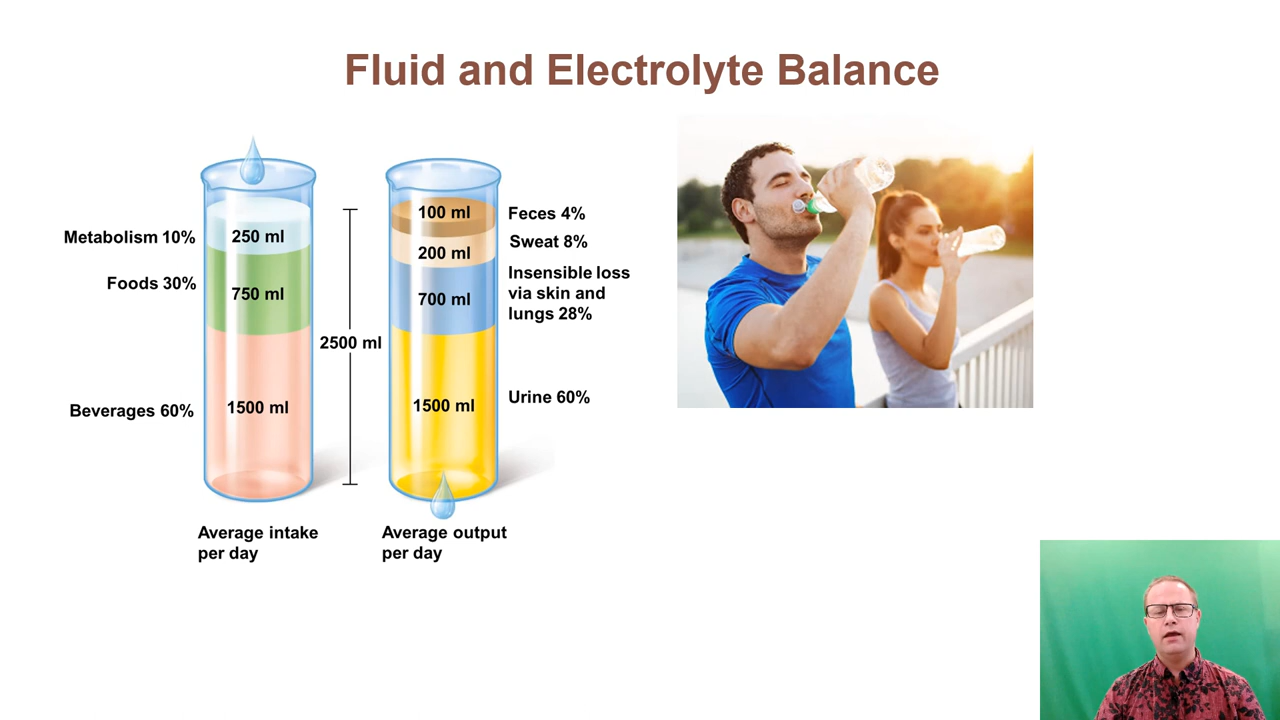 Fluid and Electrolyte Balance
Metabolism 10%
250 ml
Foods 30%
750 ml
Beverages 60%
1500 ml
Average intake
per day
2500 ml
100 ml
Feces 4%
200 ml
Sweat 8%
700 ml
Insensible loss
via skin and
lungs 28%
1500 ml
Urine 60%
Average output
per day